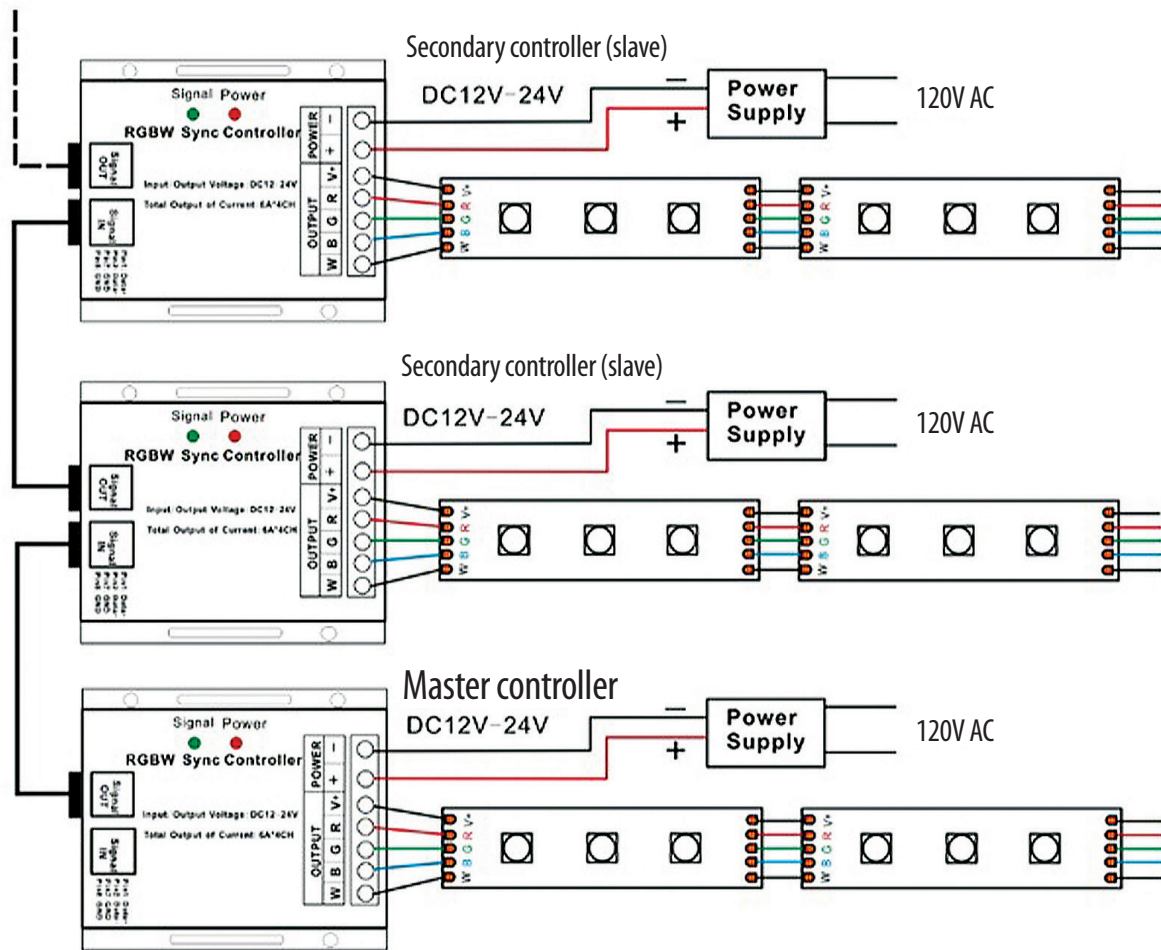 Secondary controller (slave)
DC12V-24V
−
+
Power
Supply
120V AC
Signal Power
RGBW Sync Controller
Signal
OUT
Signal
IN
Input/Output Voltage: DC12-24V
Total Output of Current: 6A*4CH
POWER
−
+
OUTPUT
V+
R
G
B
W
V+
R
G
B
W
V+
R
G
B
W
Secondary controller (slave)
DC12V-24V
−
+
Power
Supply
120V AC
Signal Power
RGBW Sync Controller
Signal
OUT
Signal
IN
Input/Output Voltage: DC12-24V
Total Output of Current: 6A*4CH
POWER
−
+
OUTPUT
V+
R
G
B
W
V+
R
G
B
W
V+
R
G
B
W
Master controller
DC12V-24V
−
+
Power
Supply
120V AC
Signal Power
RGBW Sync Controller
Signal
OUT
Signal
IN
Input/Output Voltage: DC12-24V
Total Output of Current: 6A*4CH
POWER
−
+
OUTPUT
V+
R
G
B
W
V+
R
G
B
W
V+
R
G
B
W